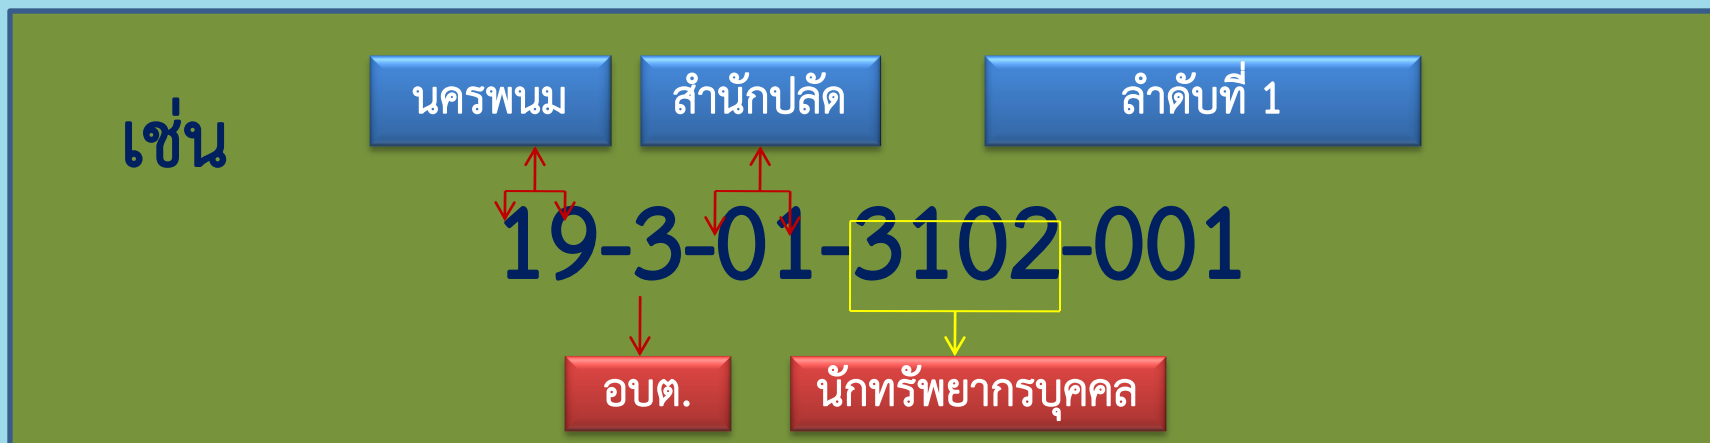 เช่น
นครพนม
สำนักปลัด
ลำดับที่ 1
19-3-01-3102-001
อบต.
นักทรัพยากรบุคคล